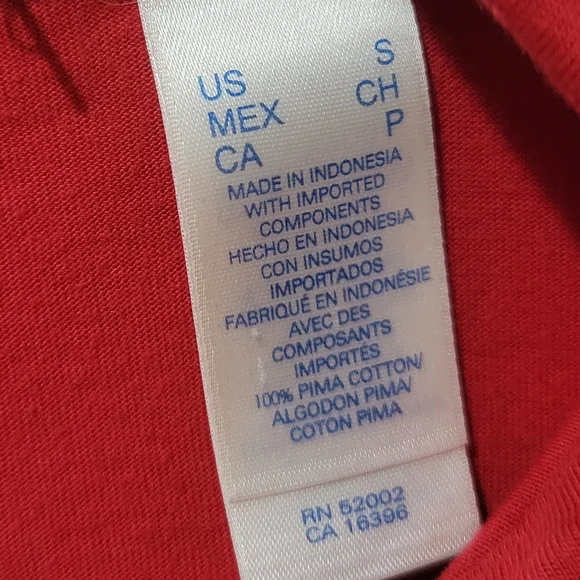 US S
MEX CH
CA P
MADE IN INDONESIA
WITH IMPORTED
COMPONENTS
HECHO EN INDONESIA
CON INSUMOS
IMPORTADOS
FABRIQUÉ EN INDONÉSIE
AVEC DES
COMPOSANTS
IMPORTÉS
100% PIMA COTTON/
ALGODON PIMA/
COTON PIMA
RN 52002
CA 16396